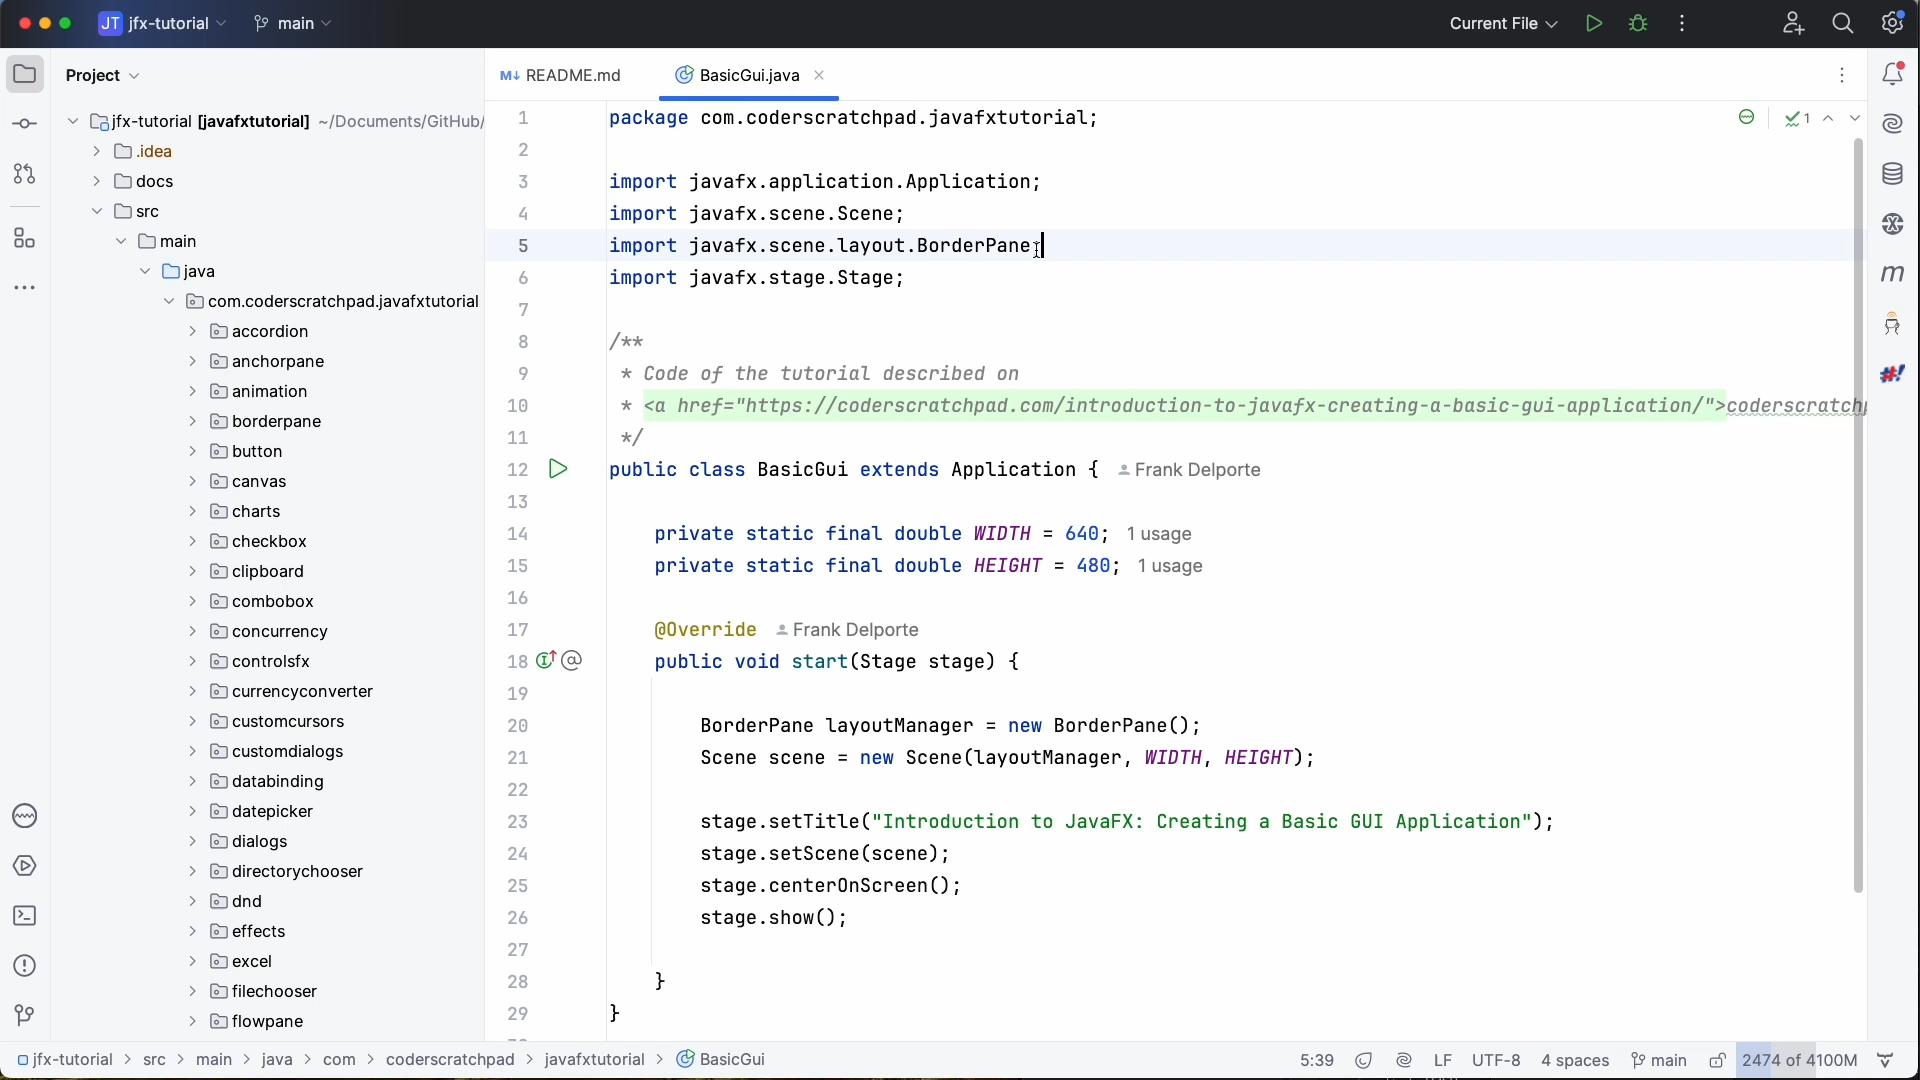 JT jfx-tutorial main Current File
Project
M↓ README.md BasicGui.java
jfx-tutorial [javafxtutorial] ~/Documents/GitHub/
.idea
docs
src
main
java
com.coderscratchpad.javafxtutorial
accordion
anchorpane
animation
borderpane
button
canvas
charts
checkbox
clipboard
combobox
concurrency
controlsfx
currencyconverter
customcursors
customdialogs
databinding
datepicker
dialogs
directorychooser
dnd
effects
excel
filechooser
flowpane
1 package com.coderscratchpad.javafxtutorial; 1
2
3 import javafx.application.Application;
4 import javafx.scene.Scene;
5 import javafx.scene.layout.BorderPane;
6 import javafx.stage.Stage;
7
8 /**
9 * Code of the tutorial described on
10 * <a href="https://coderscratchpad.com/introduction-to-javafx-creating-a-basic-gui-application/">coderscratchp
11 */
12 public class BasicGui extends Application { Frank Delporte
13
14 private static final double WIDTH = 640; 1 usage
15 private static final double HEIGHT = 480; 1 usage
16
17 @Override Frank Delporte
18 public void start(Stage stage) {
19
20 BorderPane layoutManager = new BorderPane();
21 Scene scene = new Scene(layoutManager, WIDTH, HEIGHT);
22
23 stage.setTitle("Introduction to JavaFX: Creating a Basic GUI Application");
24 stage.setScene(scene);
25 stage.centerOnScreen();
26 stage.show();
27
28 }
29 }
m
#!
jfx-tutorial > src > main > java > com > coderscratchpad > javafxtutorial > BasicGui 5:39 LF UTF-8 4 spaces main 2474 of 4100M